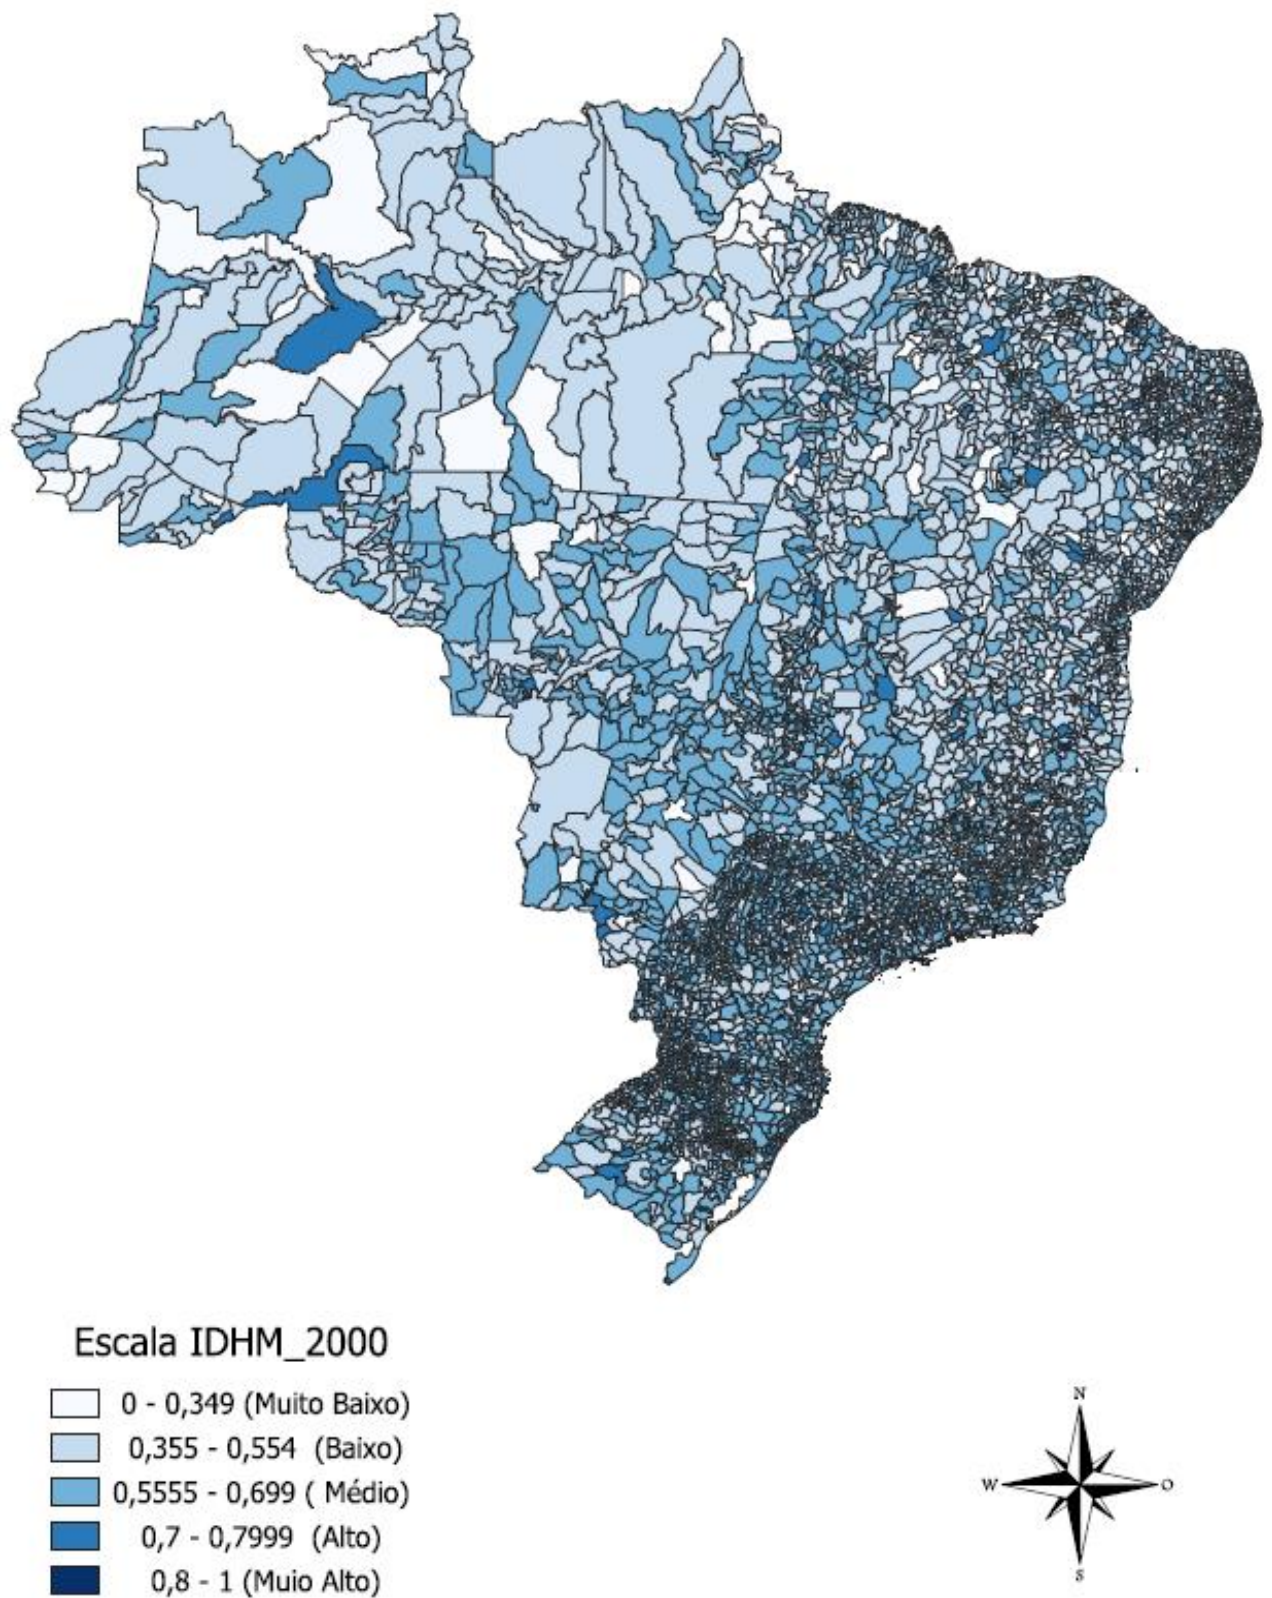 Escala IDHM_2000
0 - 0,349 (Muito Baixo)
0,355 - 0,554 (Baixo)
0,5555 - 0,699 ( Médio)
0,7 - 0,7999 (Alto)
0,8 - 1 (Muio Alto)
N
W O
S